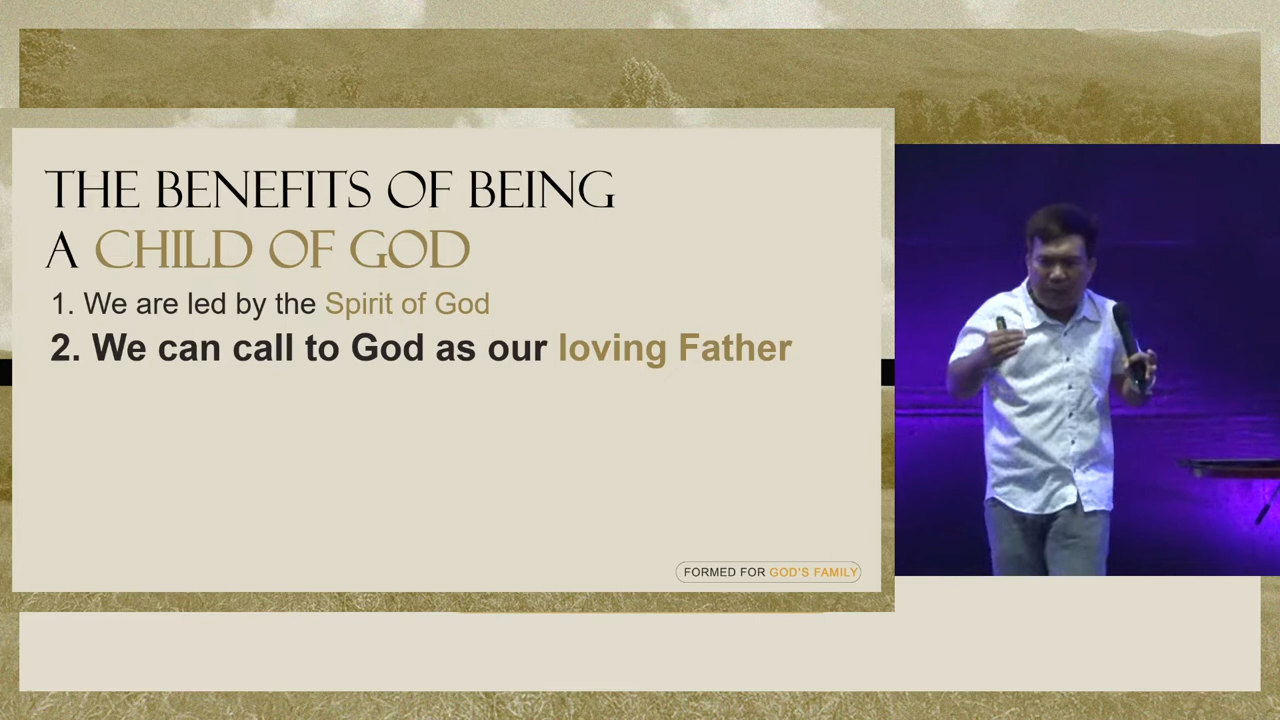 THE BENEFITS OF BEING
A CHILD OF GOD
1. We are led by the Spirit of God
2. We can call to God as our loving Father
FORMED FOR GOD'S FAMILY